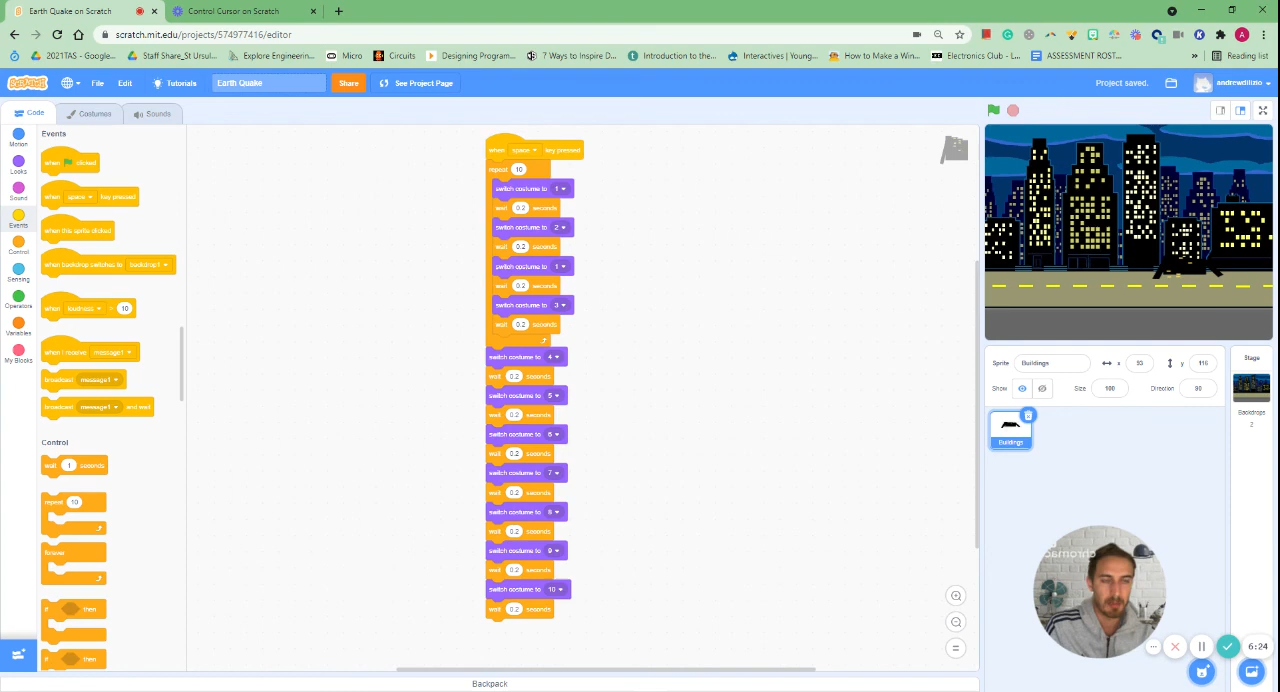 Earth Quake on Scratch
Control Cursor on Scratch
scratch.mit.edu/projects/574977416/editor
2021TAS - Google...
Staff Share_St Ursul...
Explore Engineering...
Micro
Circuits
Designing Program...
7 Ways to Inspire D...
Introduction to the...
Interactives | Young...
How to Make a Win...
Electronics Club - L...
ASSESSMENT ROST...
Reading list
SCRATCH
File
Edit
Tutorials
Earth Quake
Share
See Project Page
Project saved.
andrewdilizio
Code
Costumes
Sounds
Motion
Looks
Sound
Events
Control
Sensing
Operators
Variables
My Blocks
Events
when clicked
when space key pressed
when this sprite clicked
when backdrop switches to backdrop1
when loudness > 10
when I receive message1
broadcast message1
broadcast message1 and wait
Control
wait 1 seconds
repeat 10
forever
if then
if then
when space key pressed
repeat 10
switch costume to 1
wait 0.2 seconds
switch costume to 2
wait 0.2 seconds
switch costume to 1
wait 0.2 seconds
switch costume to 3
wait 0.2 seconds
switch costume to 4
wait 0.2 seconds
switch costume to 5
wait 0.2 seconds
switch costume to 6
wait 0.2 seconds
switch costume to 7
wait 0.2 seconds
switch costume to 8
wait 0.2 seconds
switch costume to 9
wait 0.2 seconds
switch costume to 10
wait 0.2 seconds
Sprite Buildings x 93 y 116
Show Size 100 Direction 90
Buildings
Stage
Backdrops
2
6:24
Backpack